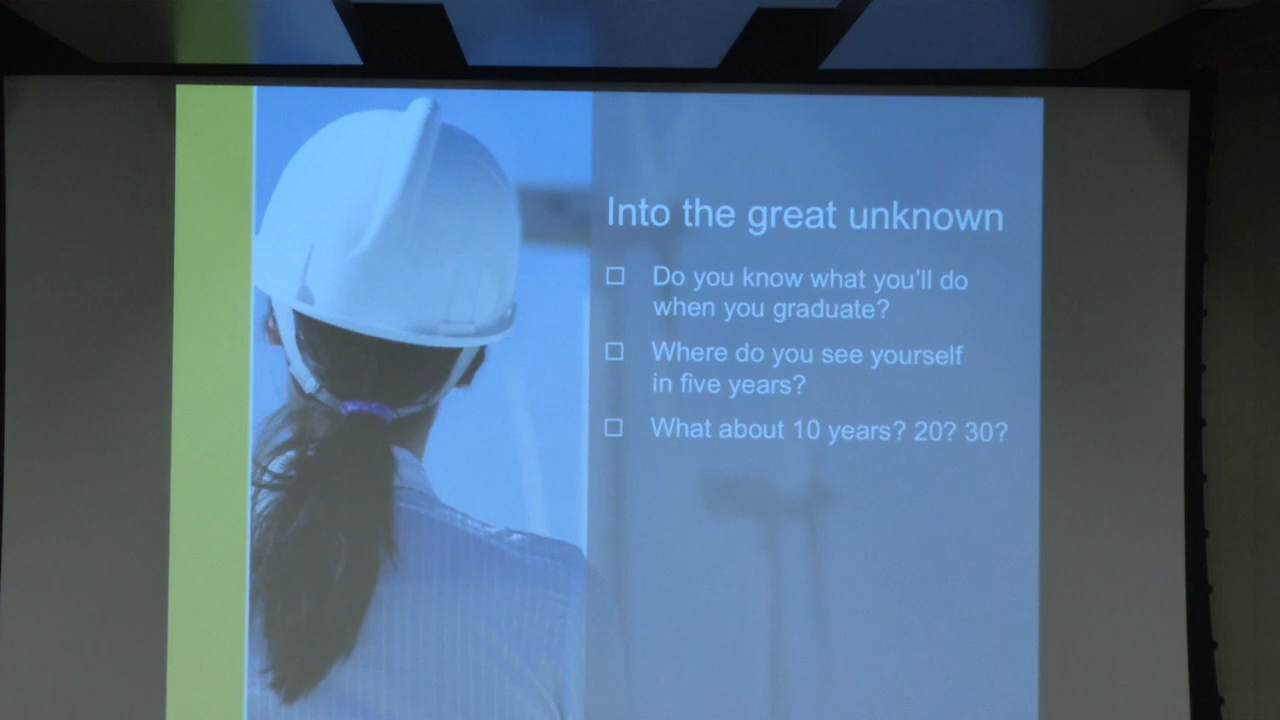 Into the great unknown
Do you know what you'll do
when you graduate?
Where do you see yourself
in five years?
What about 10 years? 20? 30?